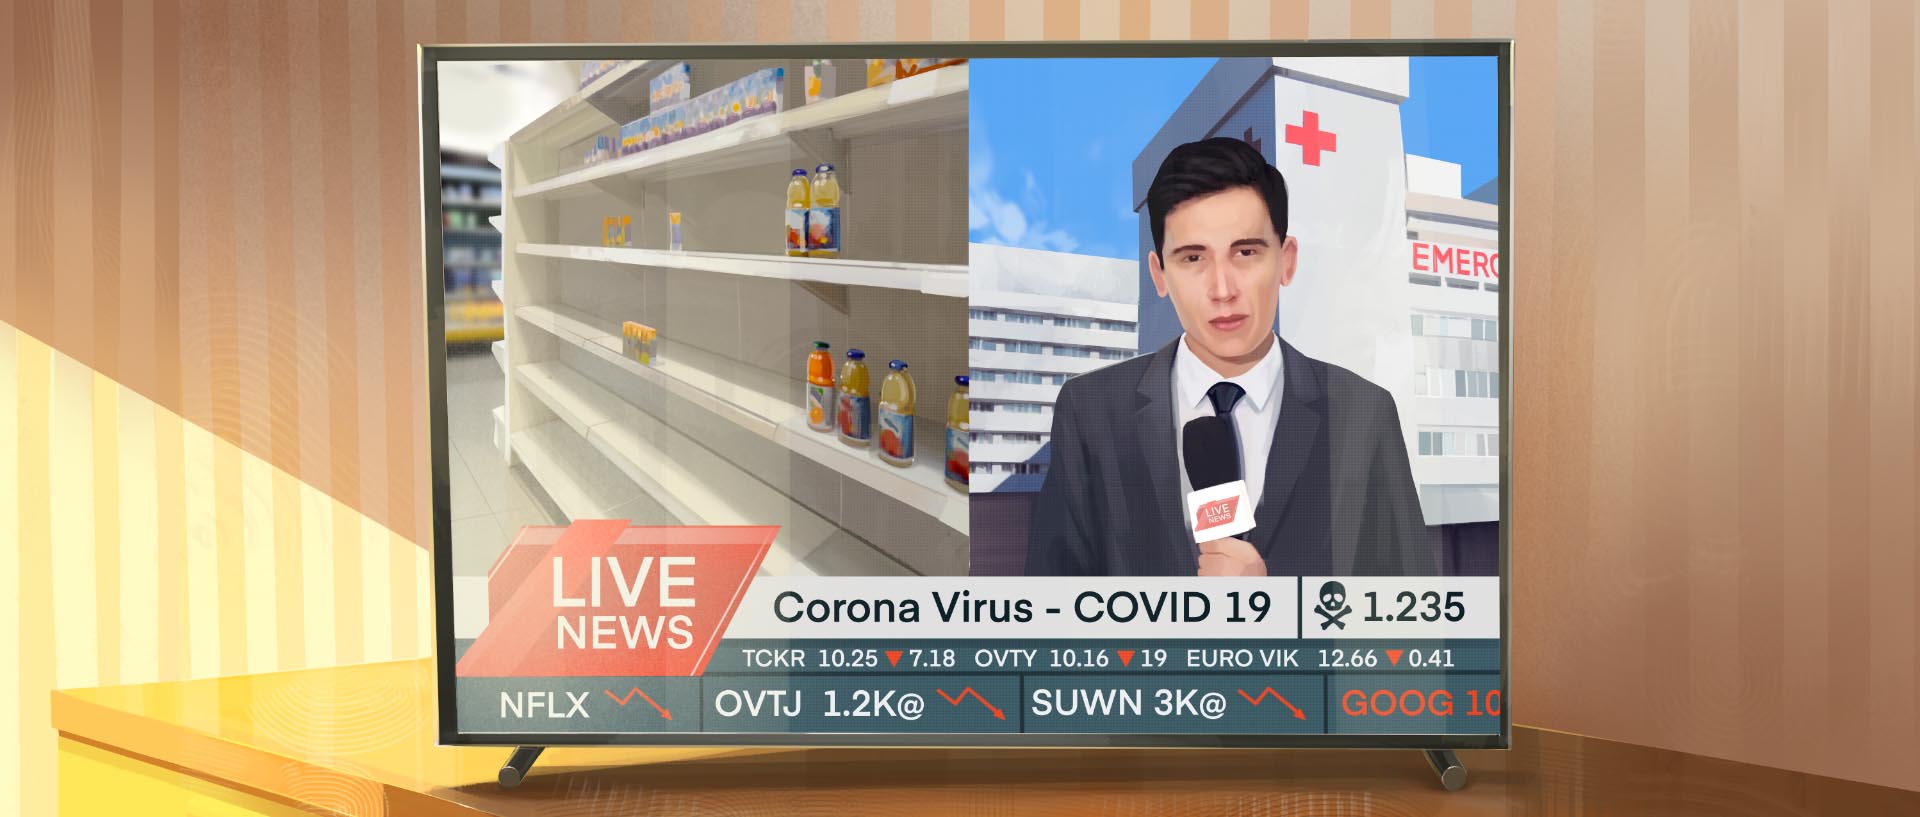 EMERG
LIVE
NEWS
LIVE
NEWS
Corona Virus - COVID 19
1.235
TCKR 10.25 ▼ 7.18 OVTY 10.16 ▼ 19 EURO VIK 12.66 ▼ 0.41
NFLX OVTJ 1.2K@ SUWN 3K@ GOOG 10